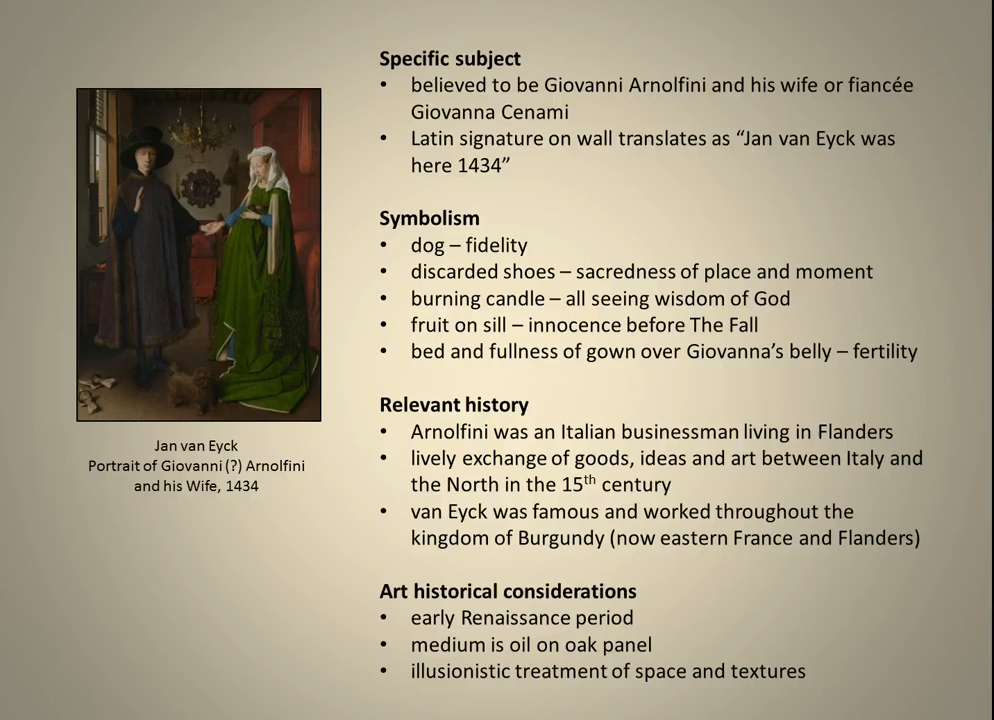 Specific subject
• believed to be Giovanni Arnolfini and his wife or fiancée
Giovanna Cenami
• Latin signature on wall translates as “Jan van Eyck was
here 1434”
Symbolism
• dog – fidelity
• discarded shoes – sacredness of place and moment
• burning candle – all seeing wisdom of God
• fruit on sill – innocence before The Fall
• bed and fullness of gown over Giovanna’s belly – fertility
Relevant history
• Arnolfini was an Italian businessman living in Flanders
• lively exchange of goods, ideas and art between Italy and
the North in the 15th century
• van Eyck was famous and worked throughout the
kingdom of Burgundy (now eastern France and Flanders)
Art historical considerations
• early Renaissance period
• medium is oil on oak panel
• illusionistic treatment of space and textures
Jan van Eyck
Portrait of Giovanni (?) Arnolfini
and his Wife, 1434